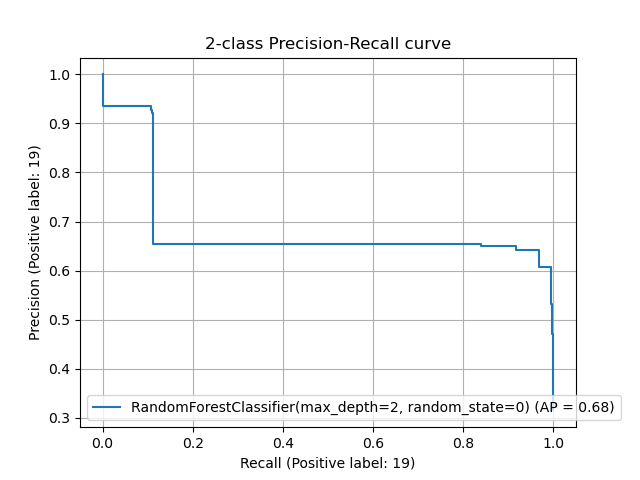 2-class Precision-Recall curve
Precision (Positive label: 19)
1.0
0.9
0.8
0.7
0.6
0.5
0.4
0.3
RandomForestClassifier(max_depth=2, random_state=0) (AP = 0.68)
0.0 0.2 0.4 0.6 0.8 1.0
Recall (Positive label: 19)